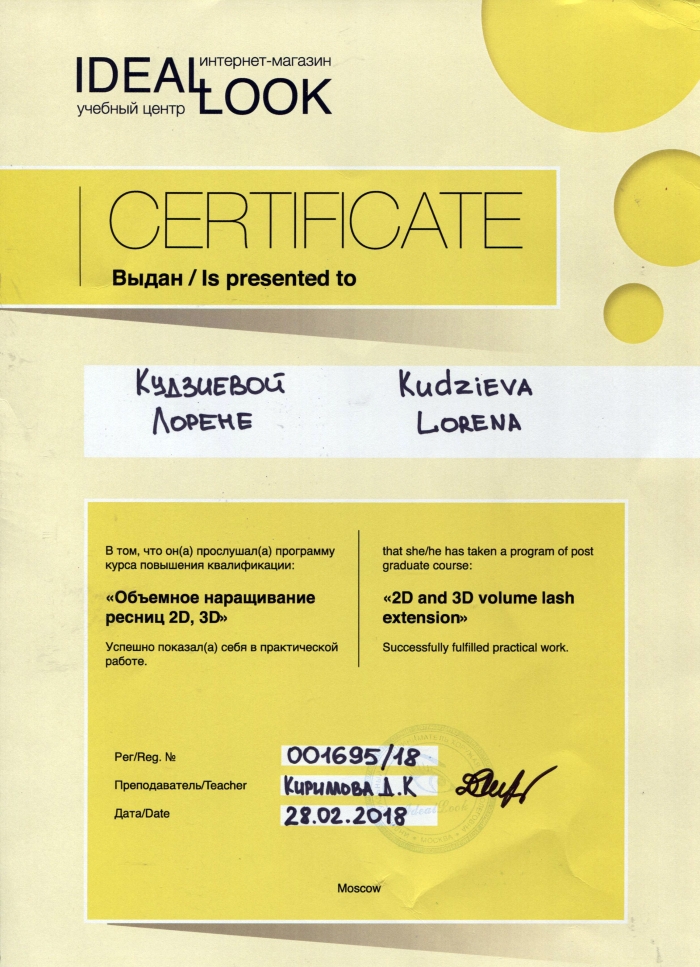 интернет-магазин
IDEAL LOOK
учебный центр
CERTIFICATE
Выдан / Is presented to
Кудзиевой
Лорене
Kudzieva
Lorena
В том, что он(а) прослушал(а) программу
курса повышения квалификации:
«Объемное наращивание
ресниц 2D, 3D»
Успешно показал(а) себя в практической
работе.
that she/he has taken a program of post
graduate course:
«2D and 3D volume lash
extension»
Successfully fulfilled practical work.
Рег/Reg. № 001695/18
Преподаватель/Teacher Киримова Д.К
Дата/Date 28.02.2018
Moscow